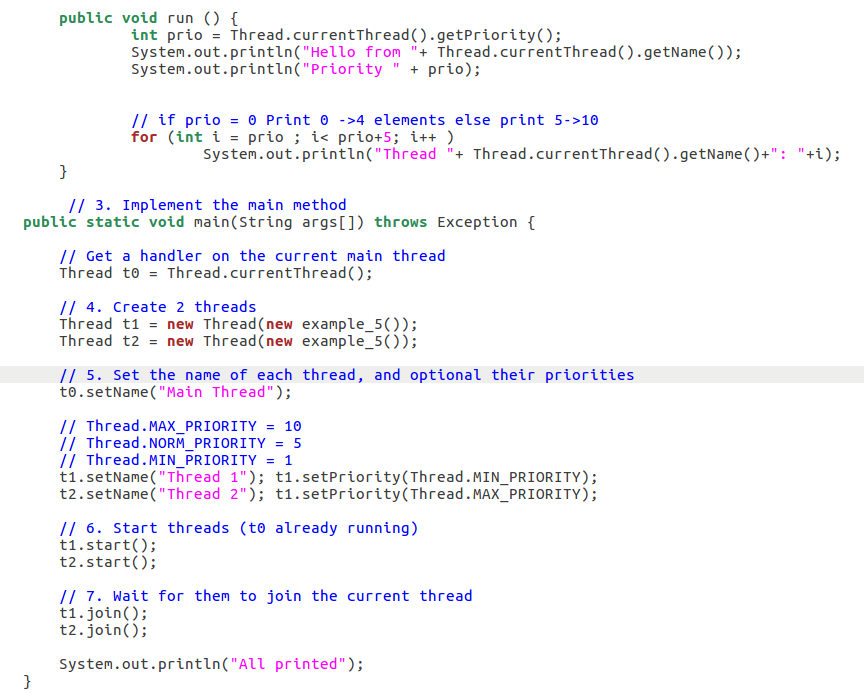 public void run () {
int prio = Thread.currentThread().getPriority();
System.out.println("Hello from "+ Thread.currentThread().getName());
System.out.println("Priority " + prio);
// if prio = 0 Print 0 ->4 elements else print 5->10
for (int i = prio ; i< prio+5; i++ )
System.out.println("Thread "+ Thread.currentThread().getName()+": "+i);
}
// 3. Implement the main method
public static void main(String args[]) throws Exception {
// Get a handler on the current main thread
Thread t0 = Thread.currentThread();
// 4. Create 2 threads
Thread t1 = new Thread(new example_5());
Thread t2 = new Thread(new example_5());
// 5. Set the name of each thread, and optional their priorities
t0.setName("Main Thread");
// Thread.MAX_PRIORITY = 10
// Thread.NORM_PRIORITY = 5
// Thread.MIN_PRIORITY = 1
t1.setName("Thread 1"); t1.setPriority(Thread.MIN_PRIORITY);
t2.setName("Thread 2"); t1.setPriority(Thread.MAX_PRIORITY);
// 6. Start threads (t0 already running)
t1.start();
t2.start();
// 7. Wait for them to join the current thread
t1.join();
t2.join();
System.out.println("All printed");
}